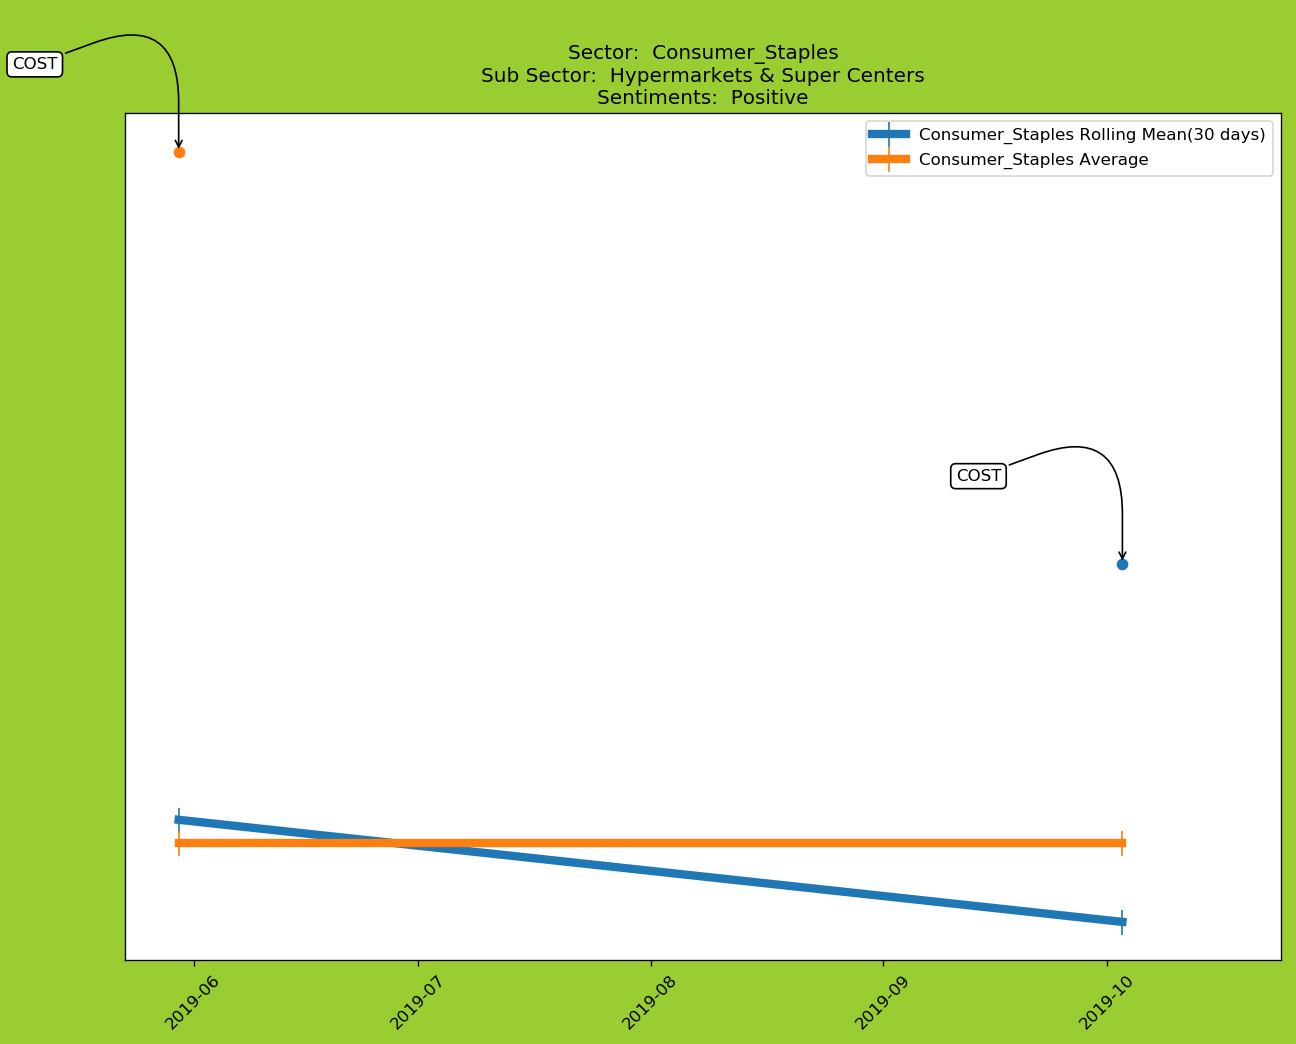 COST
Sector:  Consumer_Staples
Sub Sector:  Hypermarkets & Super Centers
Sentiments:  Positive
Consumer_Staples Rolling Mean(30 days)
Consumer_Staples Average
COST
2019-06
2019-07
2019-08
2019-09
2019-10